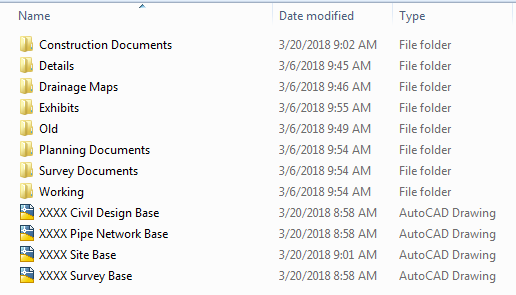 Name Date modified Type
Construction Documents 3/20/2018 9:02 AM File folder
Details 3/6/2018 9:45 AM File folder
Drainage Maps 3/6/2018 9:46 AM File folder
Exhibits 3/6/2018 9:55 AM File folder
Old 3/6/2018 9:49 AM File folder
Planning Documents 3/6/2018 9:54 AM File folder
Survey Documents 3/6/2018 9:54 AM File folder
Working 3/6/2018 9:54 AM File folder
XXXX Civil Design Base 3/20/2018 8:58 AM AutoCAD Drawing
XXXX Pipe Network Base 3/20/2018 8:58 AM AutoCAD Drawing
XXXX Site Base 3/20/2018 9:01 AM AutoCAD Drawing
XXXX Survey Base 3/20/2018 8:58 AM AutoCAD Drawing